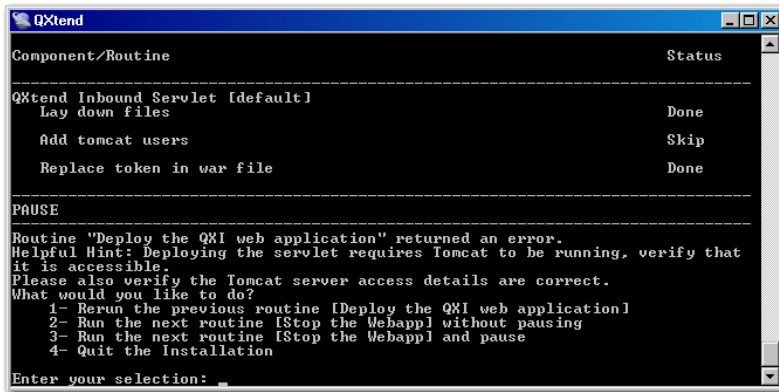 QXtend
Component/Routine Status
QXtend Inbound Servlet [default]
Lay down files Done
Add tomcat users Skip
Replace token in war file Done
PAUSE
Routine "Deploy the QXI web application" returned an error.
Helpful Hint: Deploying the servlet requires Tomcat to be running, verify that
it is accessible.
Please also verify the Tomcat server access details are correct.
What would you like to do?
1- Rerun the previous routine [Deploy the QXI web application]
2- Run the next routine [Stop the Webapp] without pausing
3- Run the next routine [Stop the Webapp] and pause
4- Quit the Installation
Enter your selection: _